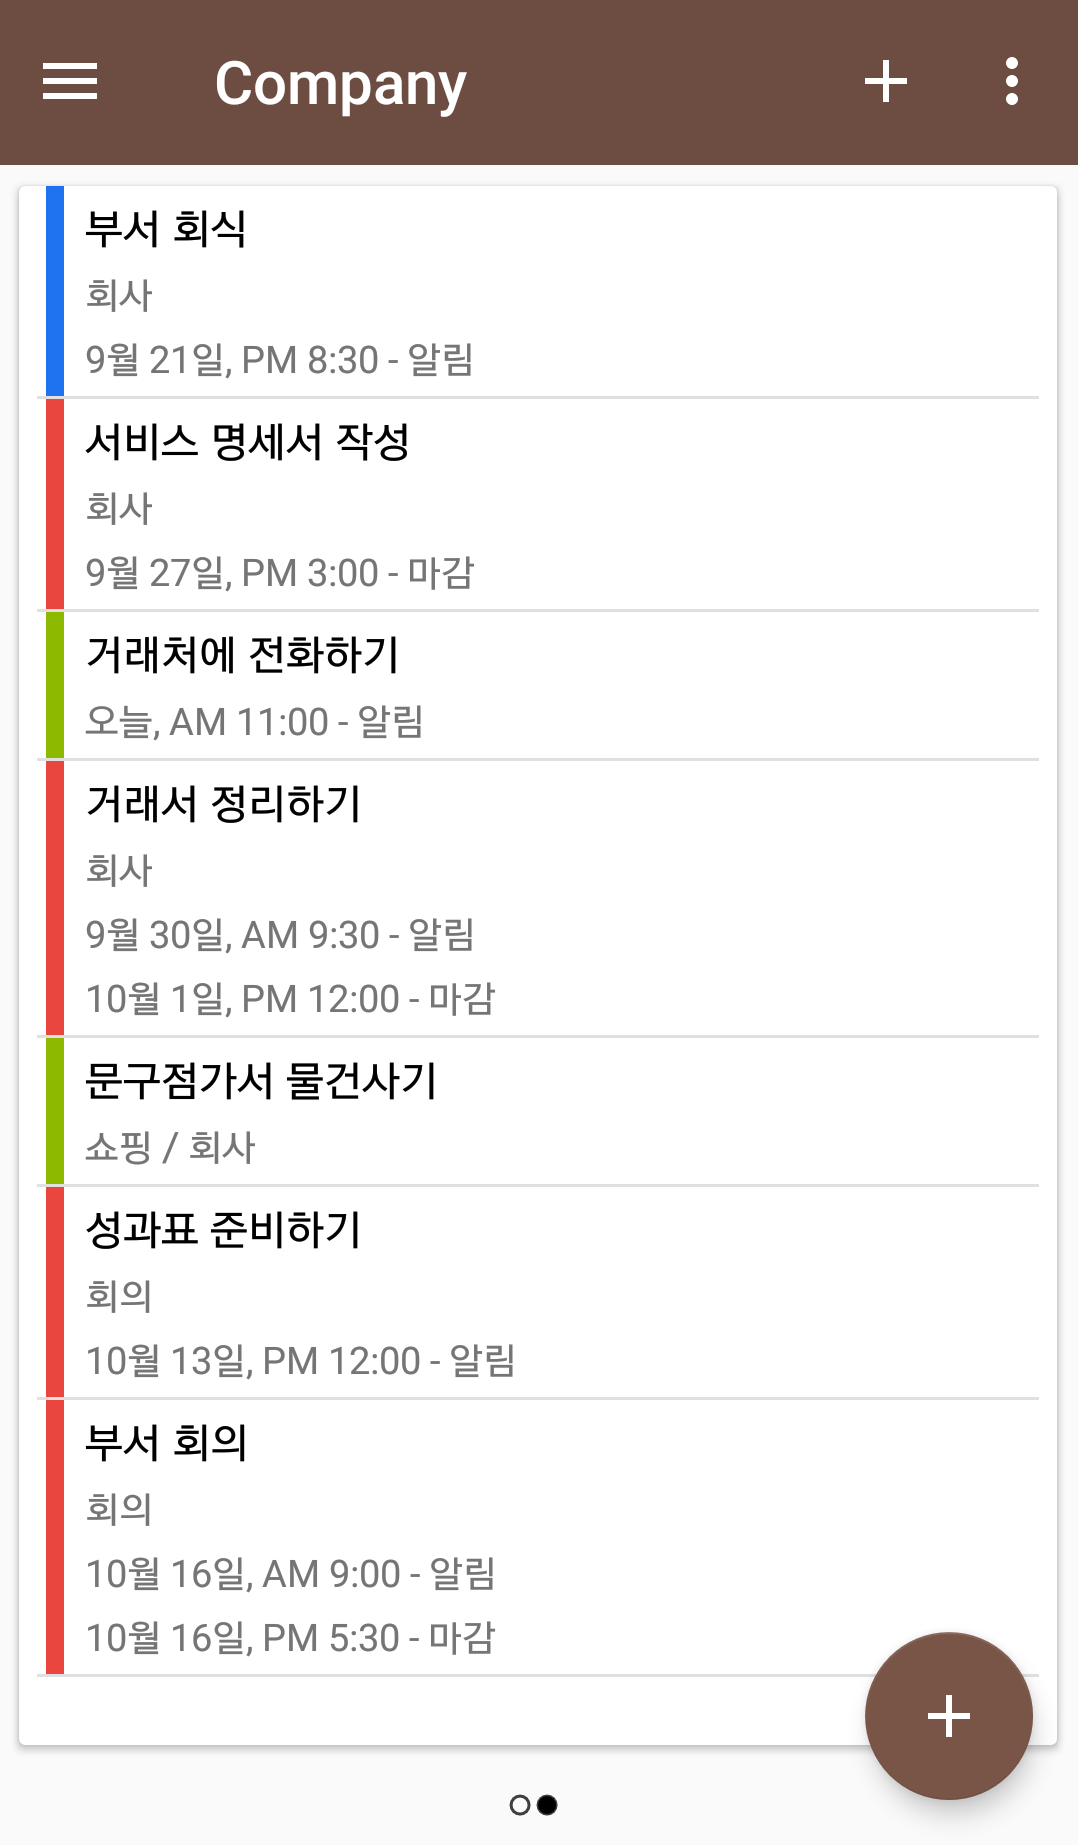 Company
부서 회식
회사
9월 21일, PM 8:30 - 알림
서비스 명세서 작성
회사
9월 27일, PM 3:00 - 마감
거래처에 전화하기
오늘, AM 11:00 - 알림
거래서 정리하기
회사
9월 30일, AM 9:30 - 알림
10월 1일, PM 12:00 - 마감
문구점가서 물건사기
쇼핑 / 회사
성과표 준비하기
회의
10월 13일, PM 12:00 - 알림
부서 회의
회의
10월 16일, AM 9:00 - 알림
10월 16일, PM 5:30 - 마감